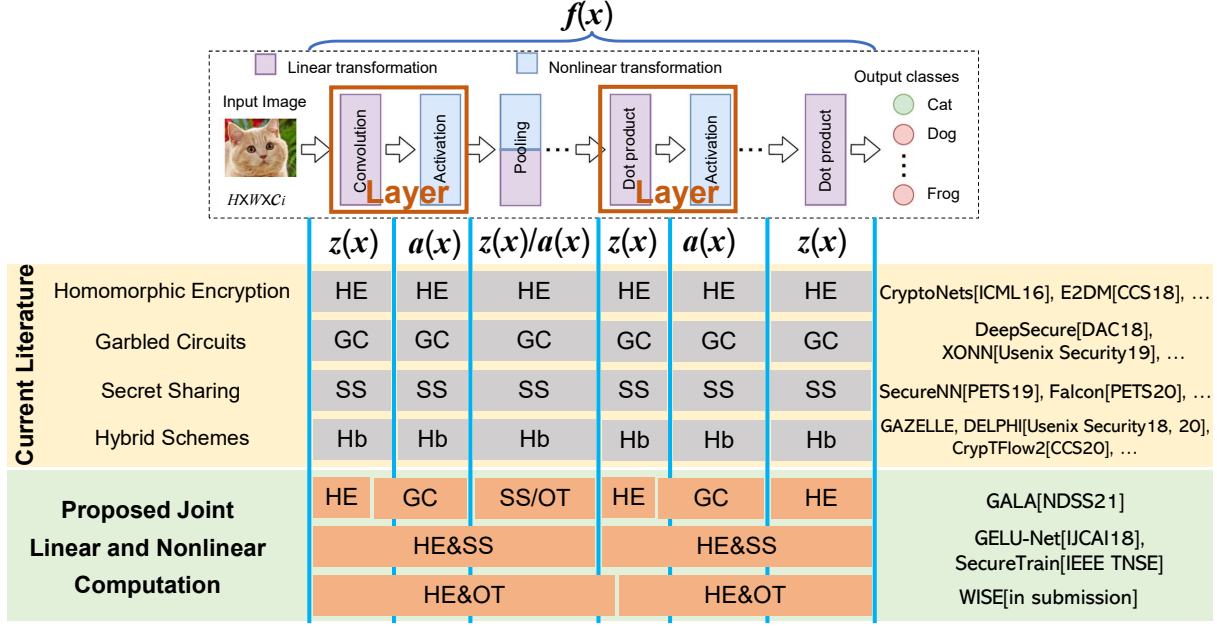 f(x)
Linear transformation
Nonlinear transformation
Output classes
Input Image
HXWXCi
Convolution
Activation
Layer
Pooling
...
Dot product
Activation
Layer
...
Dot product
Cat
Dog
Frog
z(x)
a(x)
z(x)/a(x)
z(x)
a(x)
z(x)
Current Literature
Homomorphic Encryption
HE
HE
HE
HE
HE
HE
CryptoNets[ICML16], E2DM[CCS18], ...
Garbled Circuits
GC
GC
GC
GC
GC
GC
DeepSecure[DAC18],
XONN[Usenix Security19], ...
Secret Sharing
SS
SS
SS
SS
SS
SS
SecureNN[PETS19], Falcon[PETS20], ...
Hybrid Schemes
Hb
Hb
Hb
Hb
Hb
Hb
GAZELLE, DELPHI[Usenix Security18, 20],
CrypTFlow2[CCS20], ...
Proposed Joint
Linear and Nonlinear
Computation
HE
GC
SS/OT
HE
GC
HE
GALA[NDSS21]
HE&SS
HE&SS
GELU-Net[IJCAI18],
SecureTrain[IEEE TNSE]
HE&OT
HE&OT
WISE[in submission]